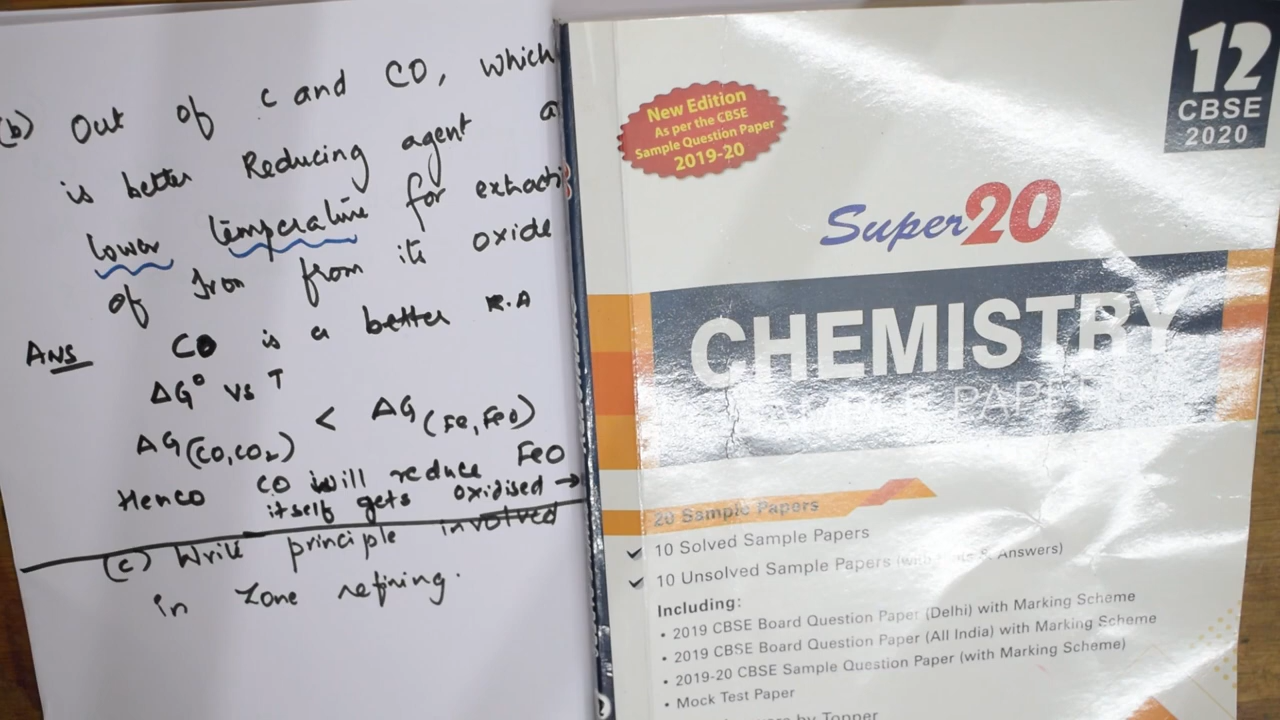 (b) Out of C and CO, which
is better Reducing agent a
lower temperature for extracti
of Iron from its oxide
Ans CO is a better R.A
ΔG° vs T
ΔG(CO,CO₂) < ΔG(Fe,FeO)
Hence CO will reduce FeO
itself gets oxidised →
(c) Write principle involved
in Zone refining.
12
CBSE
2020
New Edition
As per the CBSE
Sample Question Paper
2019-20
Super20
CHEMISTRY
20 Sample Papers
✓ 10 Solved Sample Papers
✓ 10 Unsolved Sample Papers (with & Answers)
Including:
• 2019 CBSE Board Question Paper (Delhi) with Marking Scheme
• 2019 CBSE Board Question Paper (All India) with Marking Scheme
• 2019-20 CBSE Sample Question Paper (with Marking Scheme)
• Mock Test Paper
by Topper